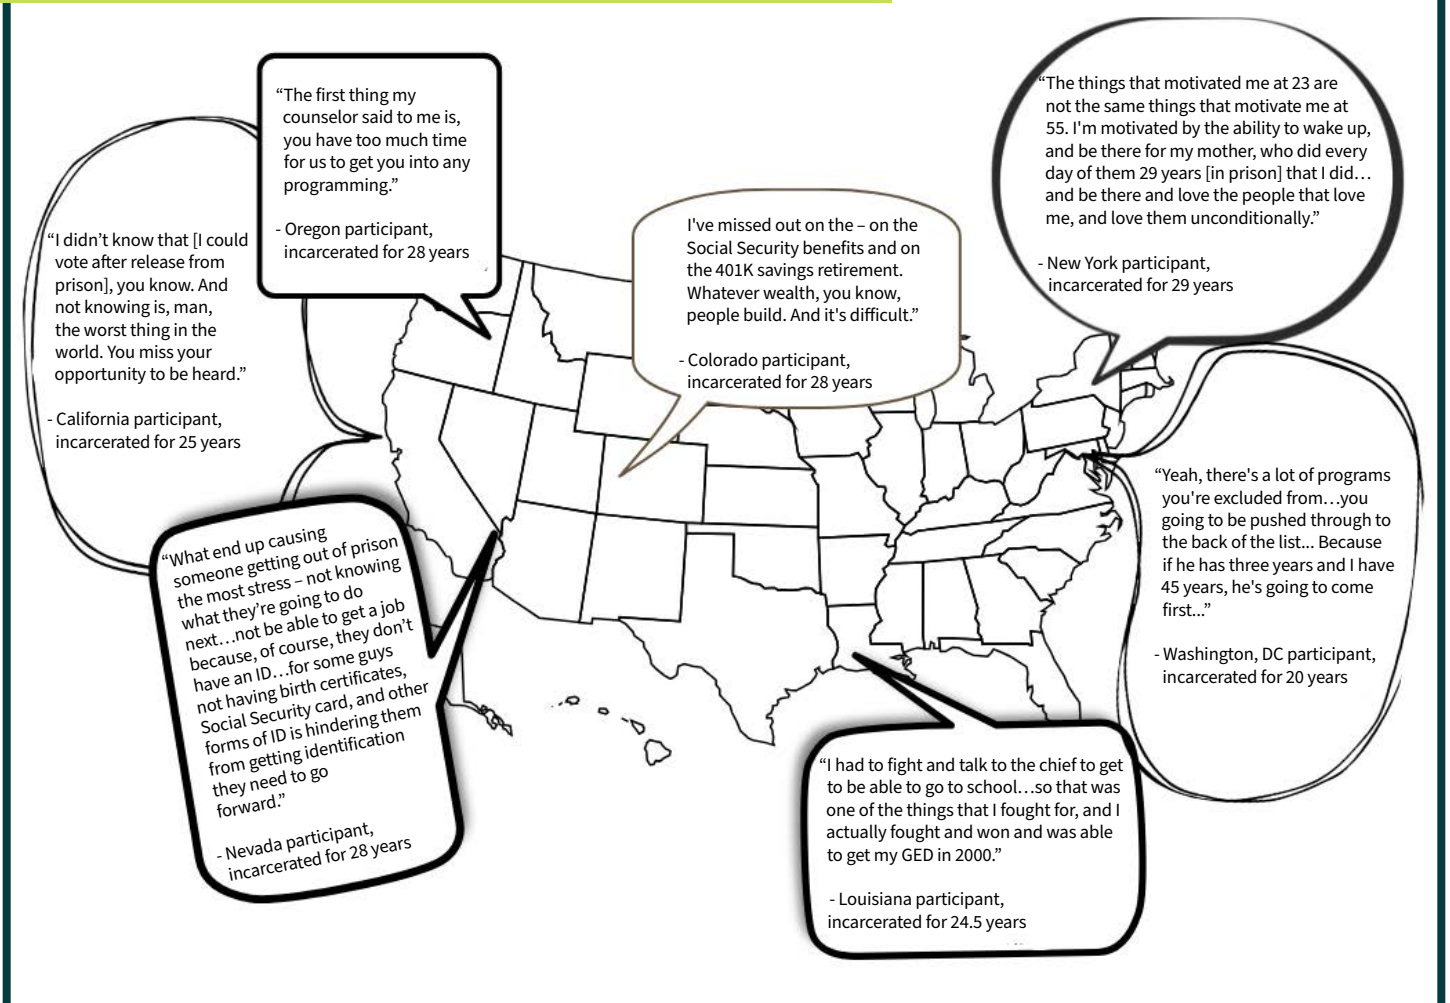 “The first thing my
counselor said to me is,
you have too much time
for us to get you into any
programming.”
- Oregon participant,
incarcerated for 28 years
“The things that motivated me at 23 are
not the same things that motivate me at
55. I'm motivated by the ability to wake up,
and be there for my mother, who did every
day of them 29 years [in prison] that I did…
and be there and love the people that love
me, and love them unconditionally.”
- New York participant,
incarcerated for 29 years
“I didn’t know that [I could
vote after release from
prison], you know. And
not knowing is, man,
the worst thing in the
world. You miss your
opportunity to be heard.”
- California participant,
incarcerated for 25 years
I've missed out on the – on the
Social Security benefits and on
the 401K savings retirement.
Whatever wealth, you know,
people build. And it's difficult.”
- Colorado participant,
incarcerated for 28 years
“Yeah, there's a lot of programs
you're excluded from…you
going to be pushed through to
the back of the list... Because
if he has three years and I have
45 years, he's going to come
first...”
- Washington, DC participant,
incarcerated for 20 years
“What end up causing
someone getting out of prison
the most stress – not knowing
what they’re going to do
next…not be able to get a job
because, of course, they don’t
have an ID…for some guys
not having birth certificates,
Social Security card, and other
forms of ID is hindering them
from getting identification
they need to go
forward.”
- Nevada participant,
incarcerated for 28 years
“I had to fight and talk to the chief to get
to be able to go to school…so that was
one of the things that I fought for, and I
actually fought and won and was able
to get my GED in 2000.”
- Louisiana participant,
incarcerated for 24.5 years